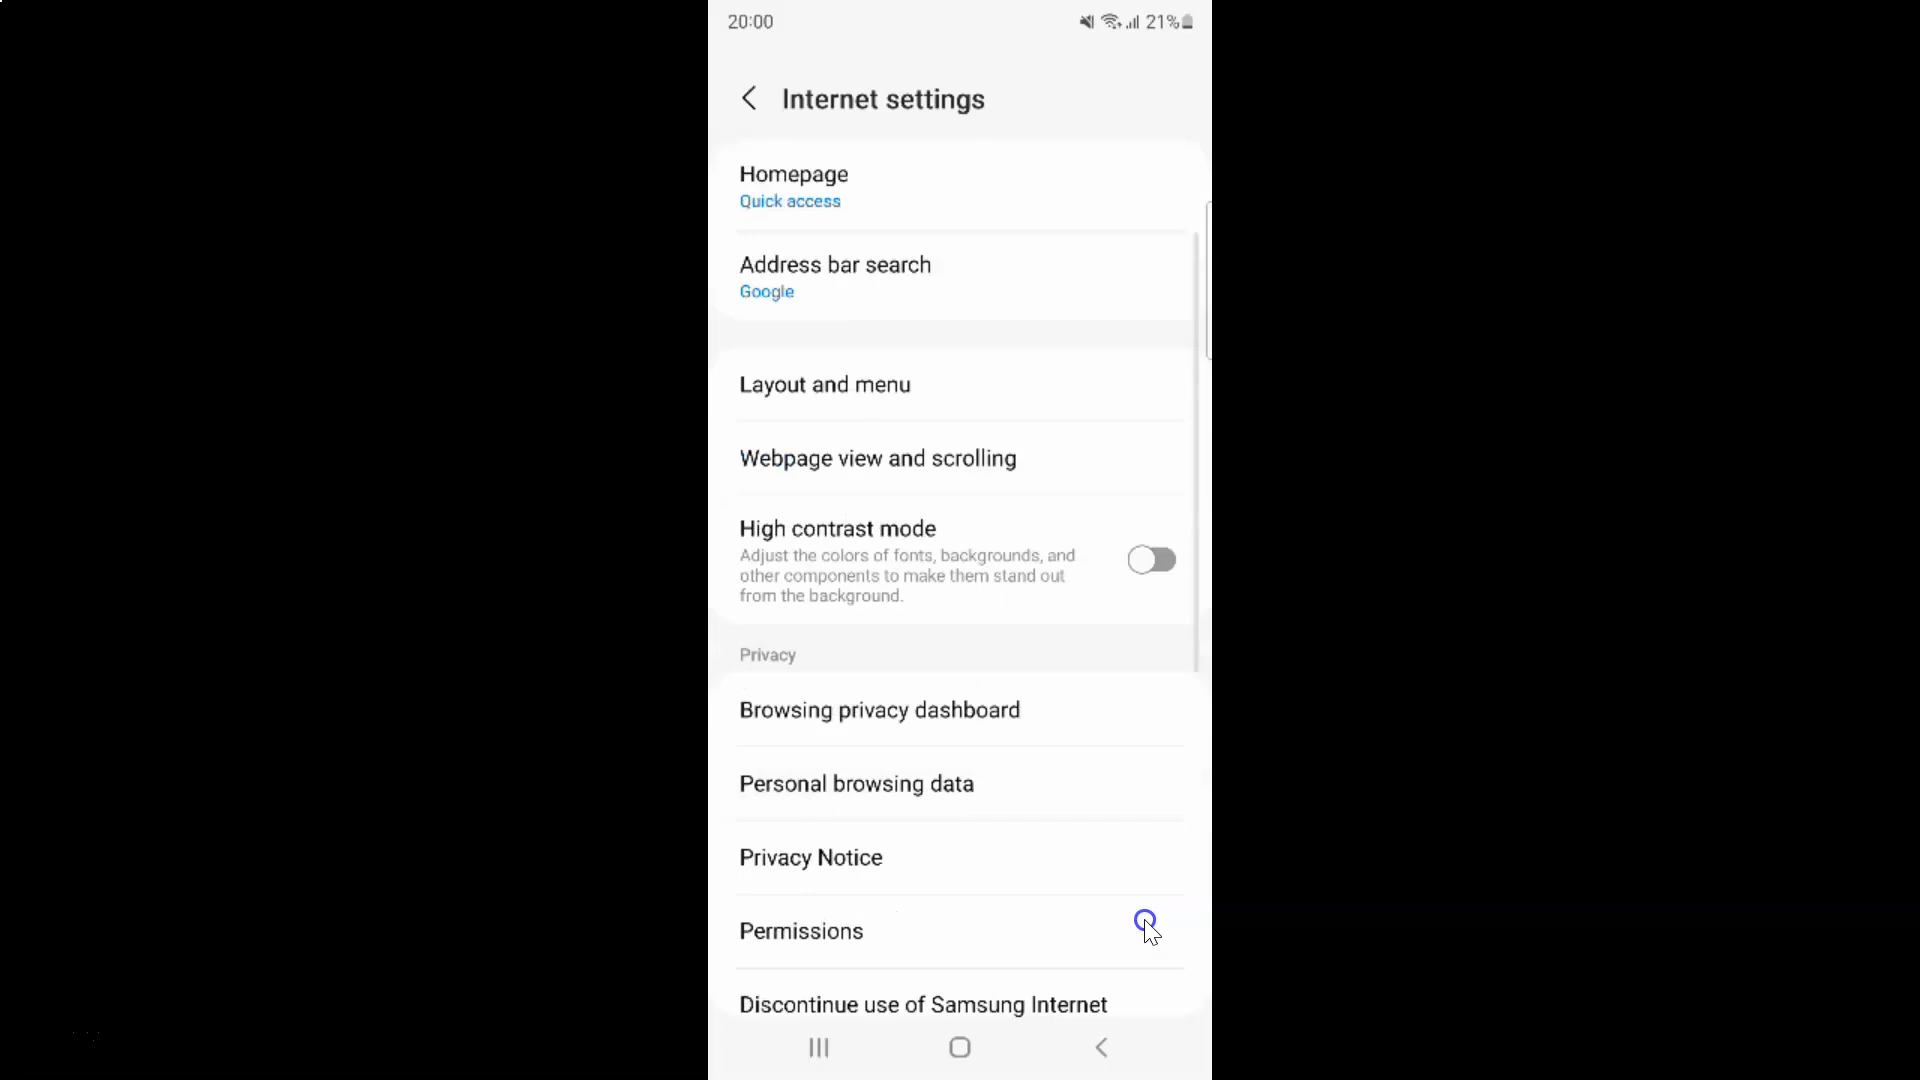 20:00
21%
Internet settings
Homepage
Quick access
Address bar search
Google
Layout and menu
Webpage view and scrolling
High contrast mode
Adjust the colors of fonts, backgrounds, and
other components to make them stand out
from the background.
Privacy
Browsing privacy dashboard
Personal browsing data
Privacy Notice
Permissions
Discontinue use of Samsung Internet